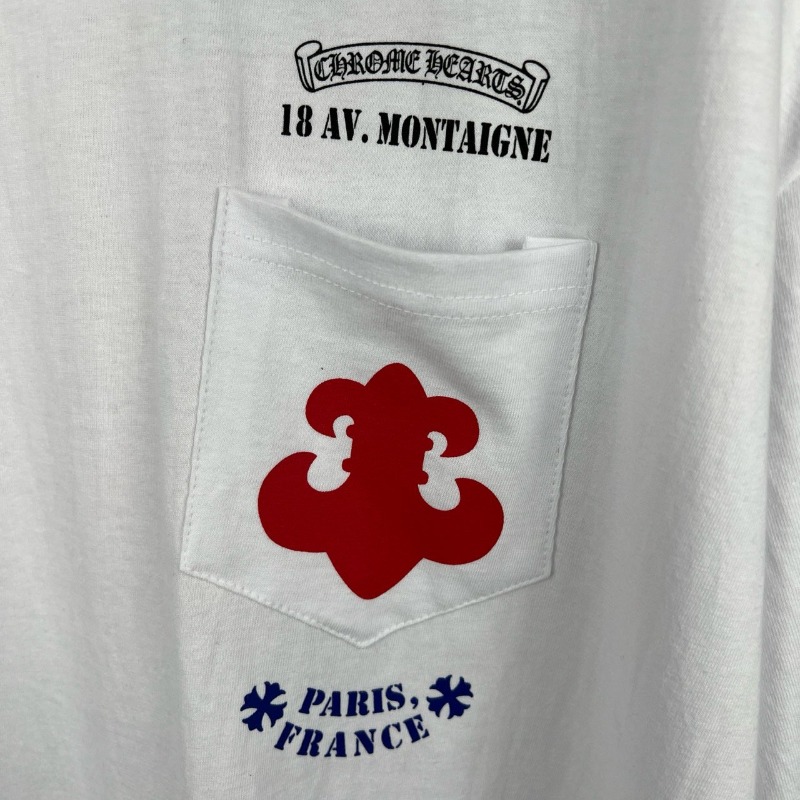 CHROME HEARTS
18 AV. MONTAIGNE
PARIS,
FRANCE